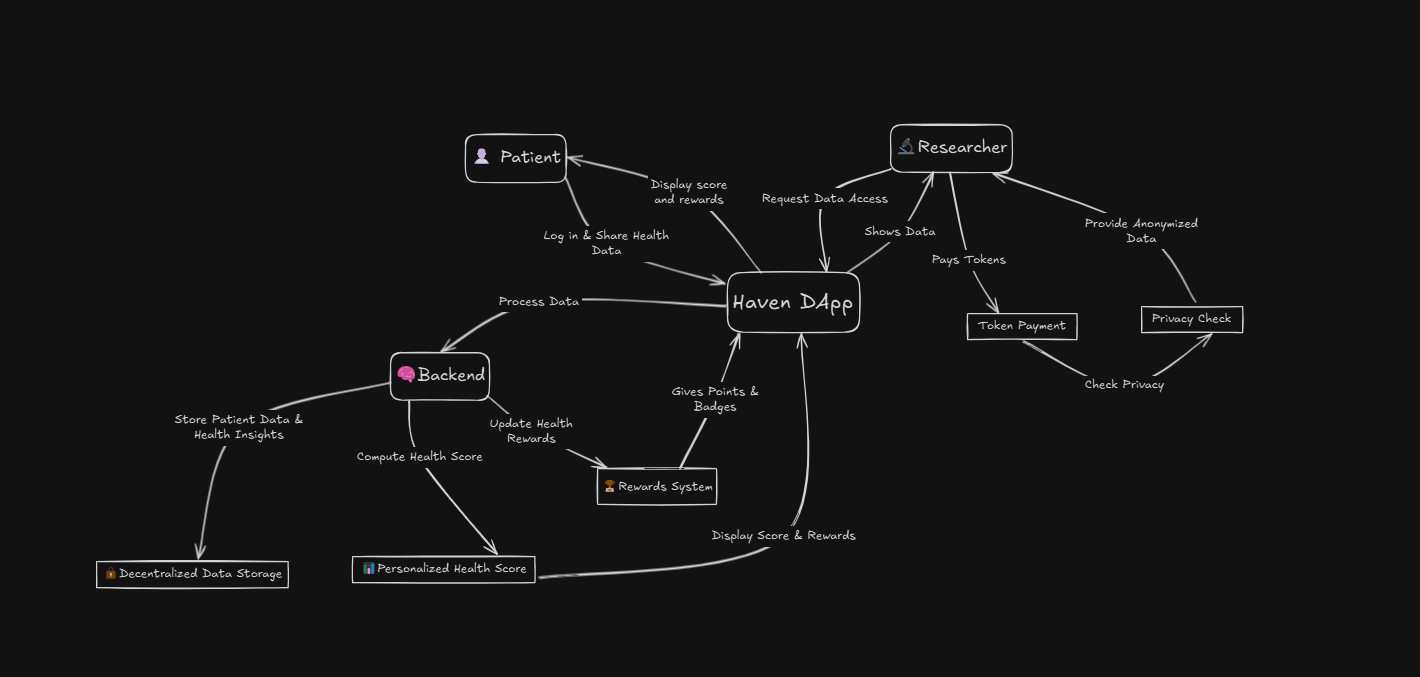 Patient
Researcher
Display score
and rewards
Request Data Access
Shows Data
Provide Anonymized
Data
Log in & Share Health
Data
Pays Tokens
Process Data
Haven DApp
Token Payment
Privacy Check
Backend
Check Privacy
Gives Points &
Badges
Store Patient Data &
Health Insights
Update Health
Rewards
Compute Health Score
Rewards System
Display Score & Rewards
Decentralized Data Storage
Personalized Health Score